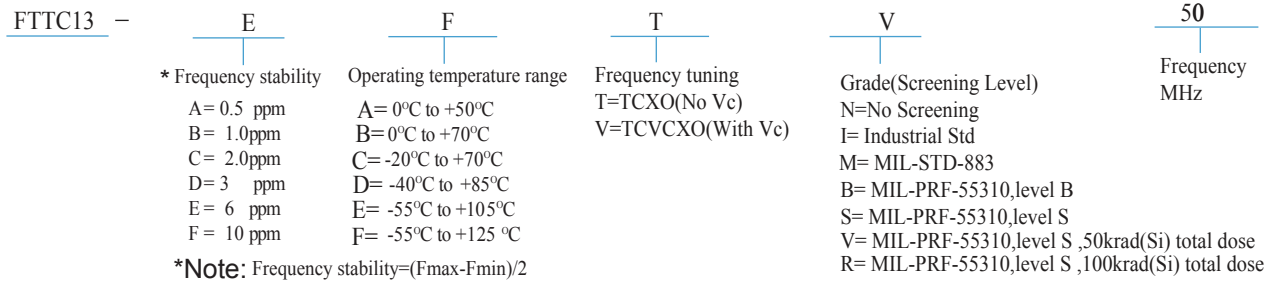 FTTC13 – E F T V 50
* Frequency stability
A= 0.5 ppm
B= 1.0ppm
C= 2.0ppm
D= 3 ppm
E= 6 ppm
F = 10 ppm
Operating temperature range
A= 0°C to +50°C
B= 0°C to +70°C
C= -20°C to +70°C
D= -40°C to +85°C
E= -55°C to +105°C
F= -55°C to +125 °C
Frequency tuning
T=TCXO(No Vc)
V=TCVCXO(With Vc)
Grade(Screening Level)
N=No Screening
I= Industrial Std
M= MIL-STD-883
B= MIL-PRF-55310,level B
S= MIL-PRF-55310,level S
V= MIL-PRF-55310,level S ,50krad(Si) total dose
R= MIL-PRF-55310,level S ,100krad(Si) total dose
Frequency
MHz
*Note: Frequency stability=(Fmax-Fmin)/2